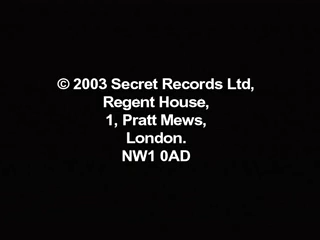 © 2003 Secret Records Ltd,
Regent House,
1, Pratt Mews,
London.
NW1 0AD